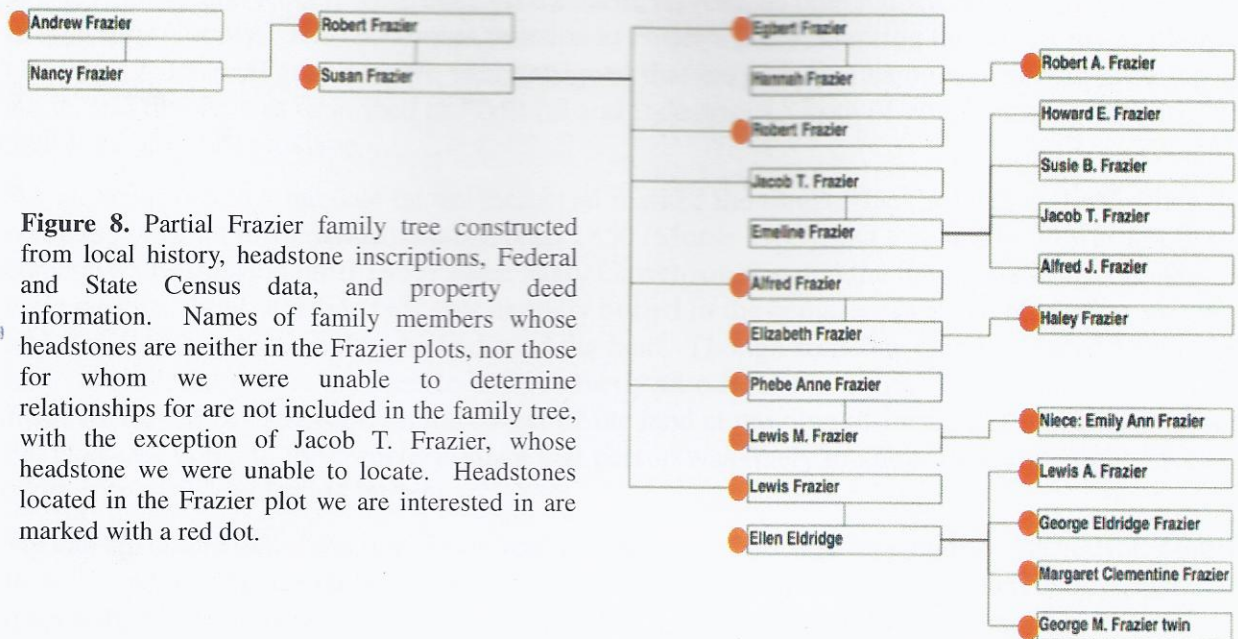 Andrew Frazier
Nancy Frazier
Robert Frazier
Susan Frazier
Egbert Frazier
Hannah Frazier
Robert Frazier
Jacob T. Frazier
Emeline Frazier
Alfred Frazier
Elizabeth Frazier
Phebe Anne Frazier
Lewis M. Frazier
Lewis Frazier
Ellen Eldridge
Robert A. Frazier
Howard E. Frazier
Susie B. Frazier
Jacob T. Frazier
Alfred J. Frazier
Haley Frazier
Niece: Emily Ann Frazier
Lewis A. Frazier
George Eldridge Frazier
Margaret Clementine Frazier
George M. Frazier twin
Figure 8. Partial Frazier family tree constructed
from local history, headstone inscriptions, Federal
and State Census data, and property deed
information. Names of family members whose
headstones are neither in the Frazier plots, nor those
for whom we were unable to determine
relationships for are not included in the family tree,
with the exception of Jacob T. Frazier, whose
headstone we were unable to locate. Headstones
located in the Frazier plot we are interested in are
marked with a red dot.